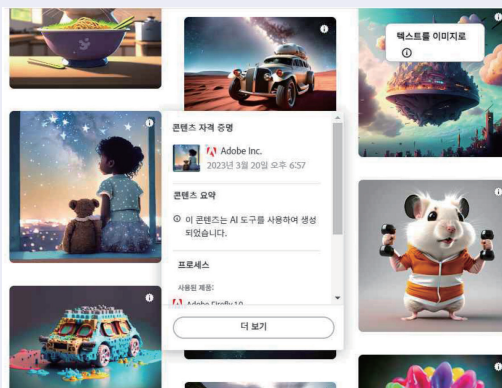 텍스트를 이미지로
콘텐츠 자격 증명
Adobe Inc.
2023년 3월 20일 오후 6:57
콘텐츠 요약
이 콘텐츠는 AI 도구를 사용하여 생성
되었습니다.
프로세스
사용된 제품:
Adobe Firefly 1.0
더 보기